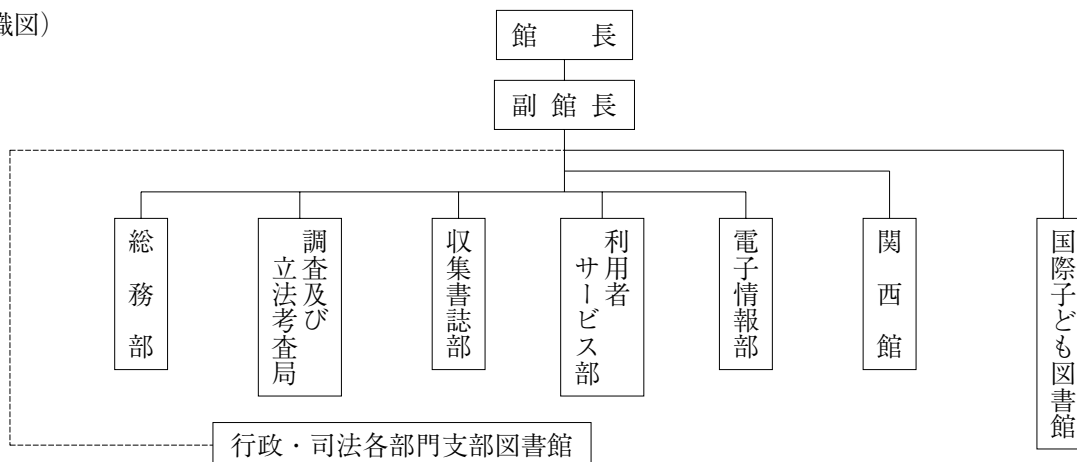 織図）
館長
副館長
総務部
調査及び
立法考査局
収集書誌部
利用者
サービス部
電子情報部
関西館
国際子ども図書館
行政・司法各部門支部図書館